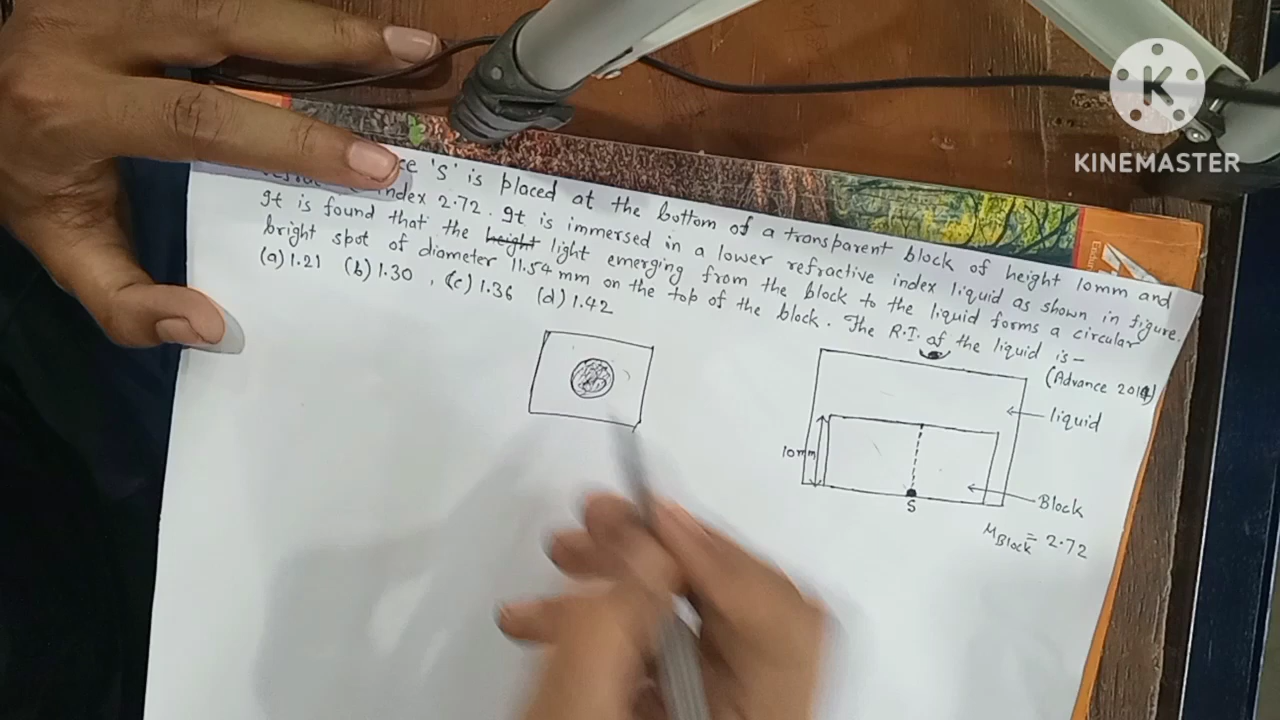 ce 'S' is placed at the bottom of a transparent block of height 10mm and
index 2.72. It is immersed in a lower refractive index liquid as shown in figure.
It is found that the height light emerging from the block to the liquid forms a circular
bright spot of diameter 11.54 mm on the top of the block. The R.I. of the liquid is-
(a) 1.21 (b) 1.30 , (c) 1.36 (d) 1.42
(Advance 2014)
liquid
10mm
Block
S
μBlock = 2.72
K
KINEMASTER